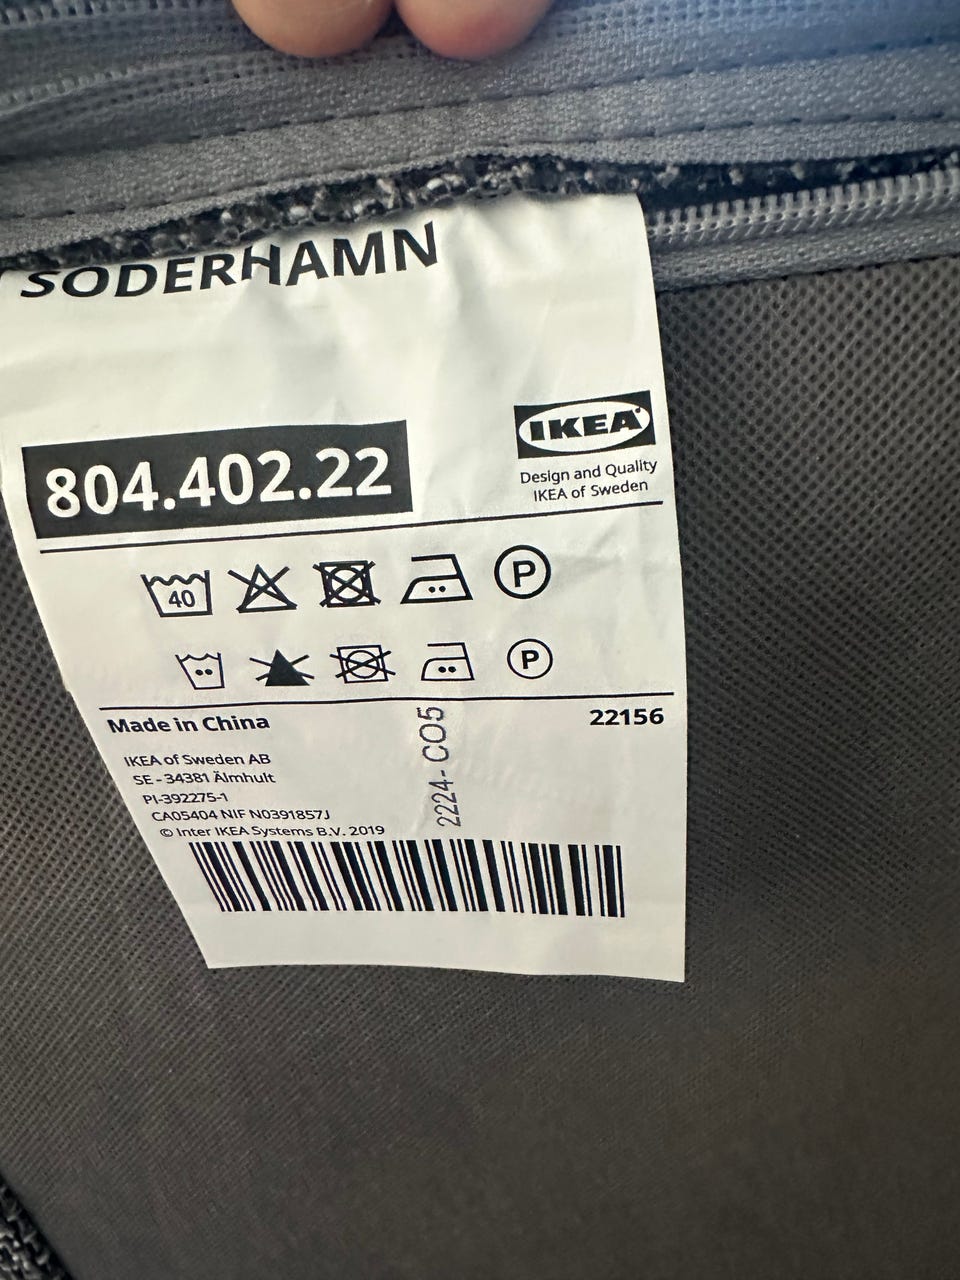 SODERHAMN
804.402.22
IKEA
Design and Quality
IKEA of Sweden
40
P
P
Made in China
22156
IKEA of Sweden AB
SE - 34381 Älmhult
PI-392275-1
CA05404 NIF N0391857J
© Inter IKEA Systems B.V. 2019
2224- CO5